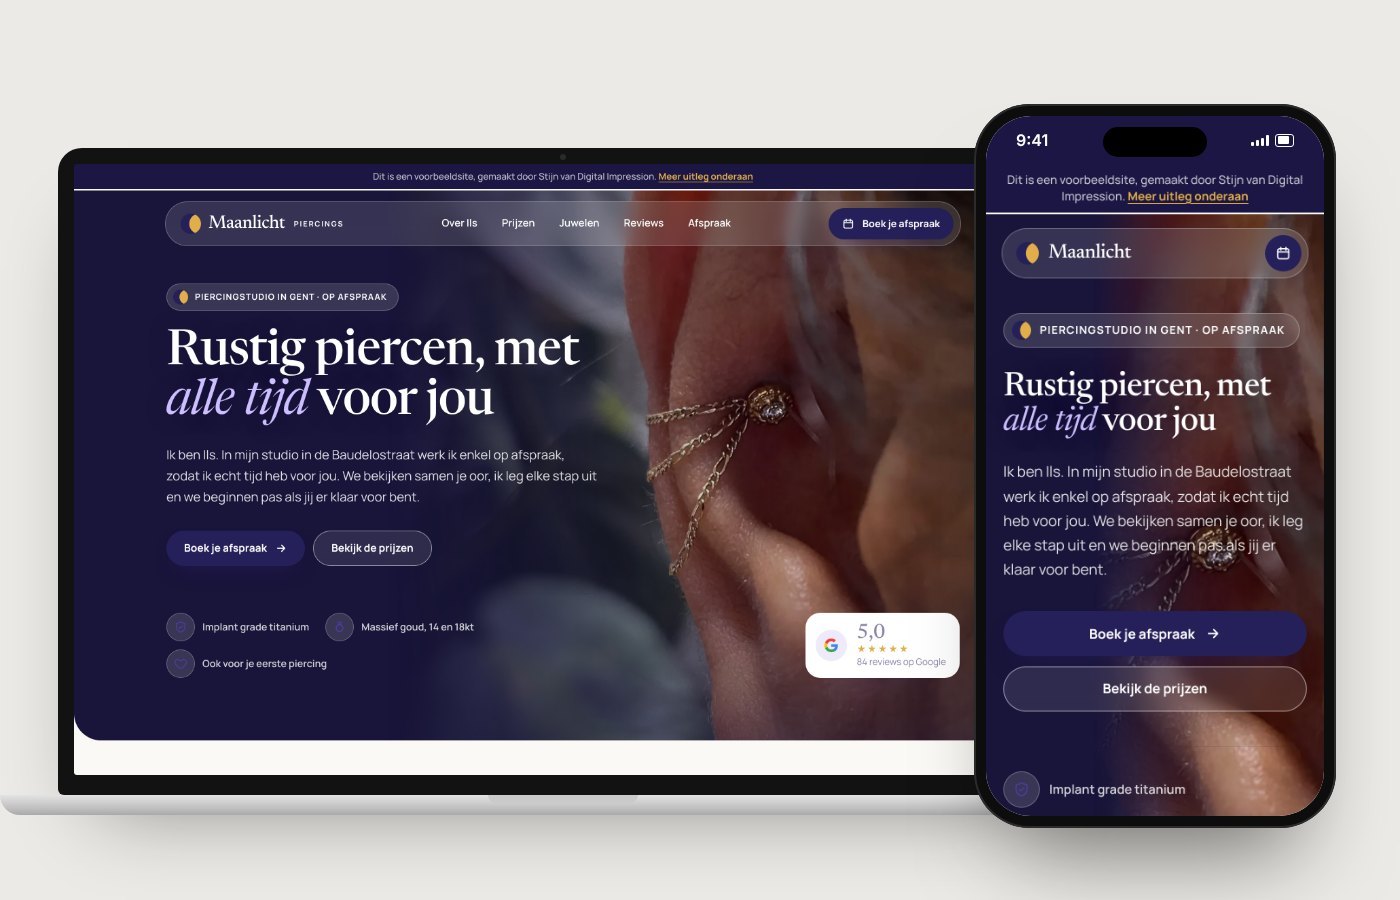 Dit is een voorbeeldsite, gemaakt door Stijn van Digital Impression. Meer uitleg onderaan
Maanlicht PIERCINGS
Over Ils
Prijzen
Juwelen
Reviews
Afspraak
Boek je afspraak
PIERCINGSTUDIO IN GENT · OP AFSPRAAK
Rustig piercen, met
alle tijd voor jou
Ik ben Ils. In mijn studio in de Baudelostraat werk ik enkel op afspraak,
zodat ik echt tijd heb voor jou. We bekijken samen je oor, ik leg elke stap uit
en we beginnen pas als jij er klaar voor bent.
Boek je afspraak
Bekijk de prijzen
Implant grade titanium
Massief goud, 14 en 18kt
Ook voor je eerste piercing
5,0
84 reviews op Google
9:41
Dit is een voorbeeldsite, gemaakt door Stijn van Digital
Impression. Meer uitleg onderaan
Maanlicht
PIERCINGSTUDIO IN GENT · OP AFSPRAAK
Rustig piercen, met
alle tijd voor jou
Ik ben Ils. In mijn studio in de Baudelostraat
werk ik enkel op afspraak, zodat ik echt tijd
heb voor jou. We bekijken samen je oor, ik leg
elke stap uit en we beginnen pas als jij er
klaar voor bent.
Boek je afspraak
Bekijk de prijzen
Implant grade titanium